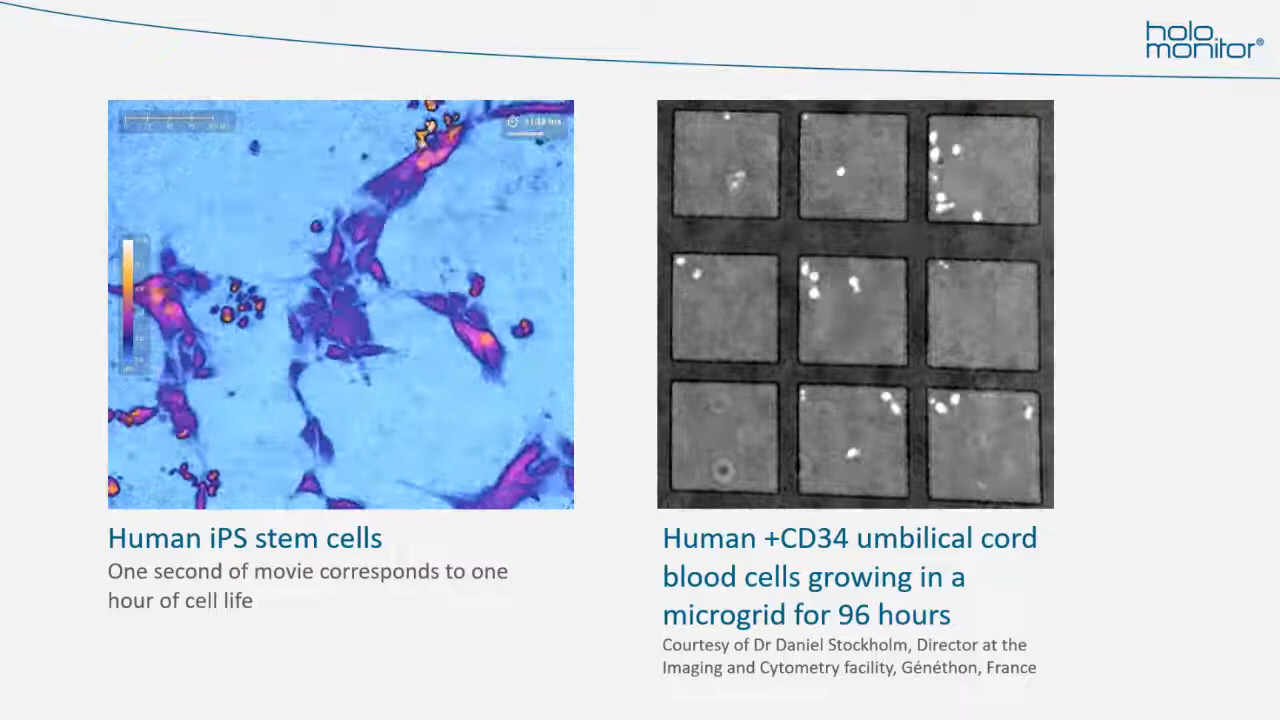 holo
monitor®
Human iPS stem cells
One second of movie corresponds to one
hour of cell life
Human +CD34 umbilical cord
blood cells growing in a
microgrid for 96 hours
Courtesy of Dr Daniel Stockholm, Director at the
Imaging and Cytometry facility, Généthon, France